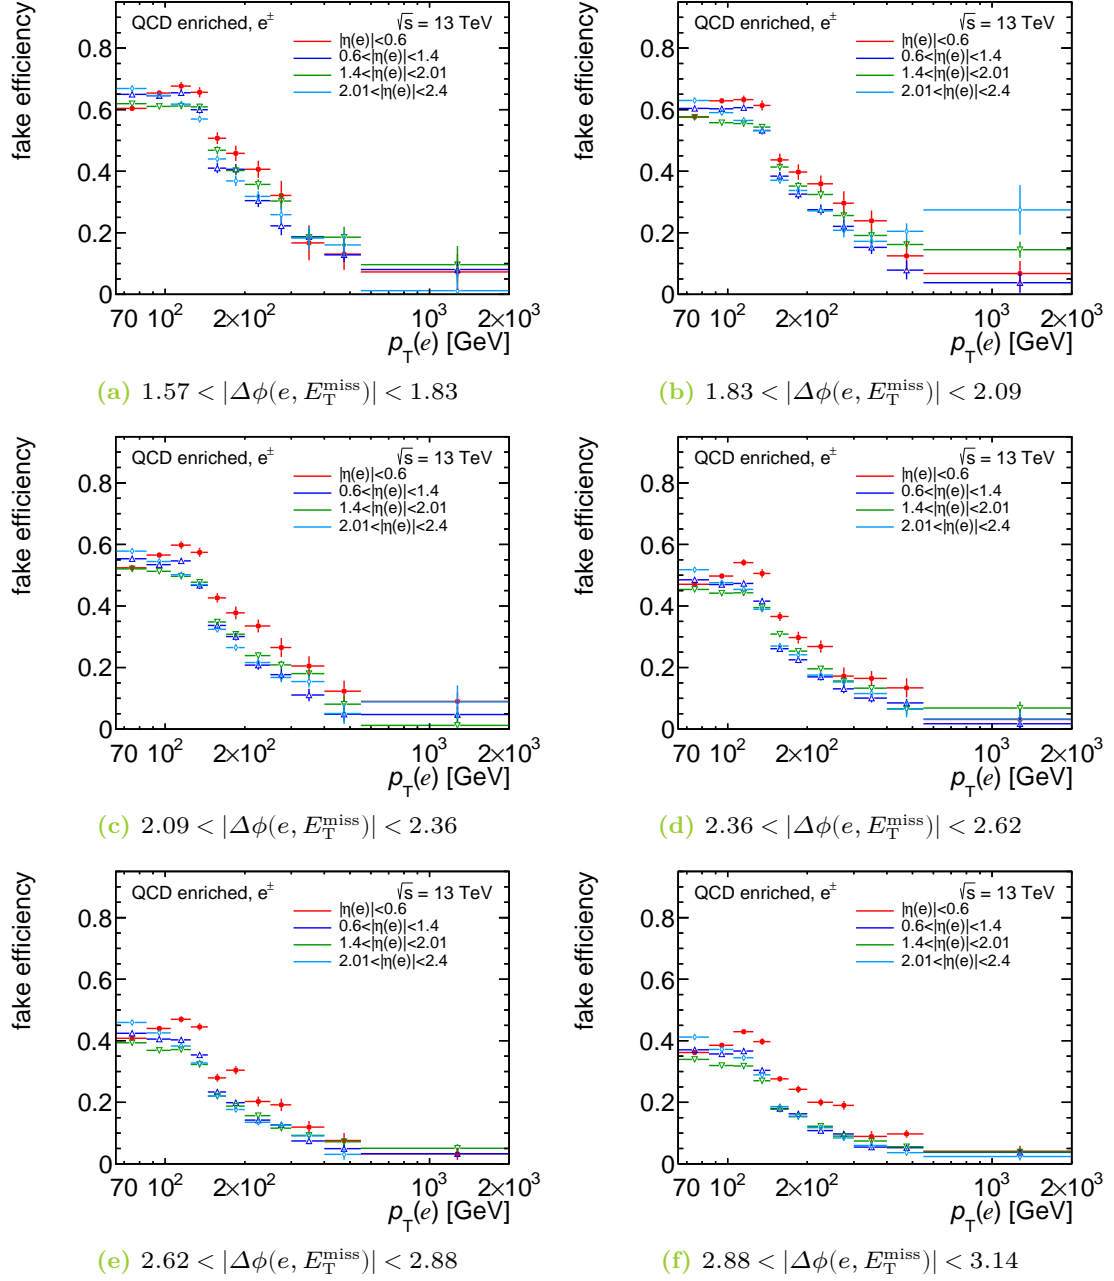 fake efficiency
QCD enriched, e±
√s = 13 TeV
|η(e)|<0.6
0.6<|η(e)|<1.4
1.4<|η(e)|<2.01
2.01<|η(e)|<2.4
0.8
0.6
0.4
0.2
0
70 10² 2×10² 10³ 2×10³
p_T(e) [GeV]
(a) 1.57 < |Δϕ(e, E_T^miss)| < 1.83
fake efficiency
QCD enriched, e±
√s = 13 TeV
|η(e)|<0.6
0.6<|η(e)|<1.4
1.4<|η(e)|<2.01
2.01<|η(e)|<2.4
0.8
0.6
0.4
0.2
0
70 10² 2×10² 10³ 2×10³
p_T(e) [GeV]
(b) 1.83 < |Δϕ(e, E_T^miss)| < 2.09
fake efficiency
QCD enriched, e±
√s = 13 TeV
|η(e)|<0.6
0.6<|η(e)|<1.4
1.4<|η(e)|<2.01
2.01<|η(e)|<2.4
0.8
0.6
0.4
0.2
0
70 10² 2×10² 10³ 2×10³
p_T(e) [GeV]
(c) 2.09 < |Δϕ(e, E_T^miss)| < 2.36
fake efficiency
QCD enriched, e±
√s = 13 TeV
|η(e)|<0.6
0.6<|η(e)|<1.4
1.4<|η(e)|<2.01
2.01<|η(e)|<2.4
0.8
0.6
0.4
0.2
0
70 10² 2×10² 10³ 2×10³
p_T(e) [GeV]
(d) 2.36 < |Δϕ(e, E_T^miss)| < 2.62
fake efficiency
QCD enriched, e±
√s = 13 TeV
|η(e)|<0.6
0.6<|η(e)|<1.4
1.4<|η(e)|<2.01
2.01<|η(e)|<2.4
0.8
0.6
0.4
0.2
0
70 10² 2×10² 10³ 2×10³
p_T(e) [GeV]
(e) 2.62 < |Δϕ(e, E_T^miss)| < 2.88
fake efficiency
QCD enriched, e±
√s = 13 TeV
|η(e)|<0.6
0.6<|η(e)|<1.4
1.4<|η(e)|<2.01
2.01<|η(e)|<2.4
0.8
0.6
0.4
0.2
0
70 10² 2×10² 10³ 2×10³
p_T(e) [GeV]
(f) 2.88 < |Δϕ(e, E_T^miss)| < 3.14